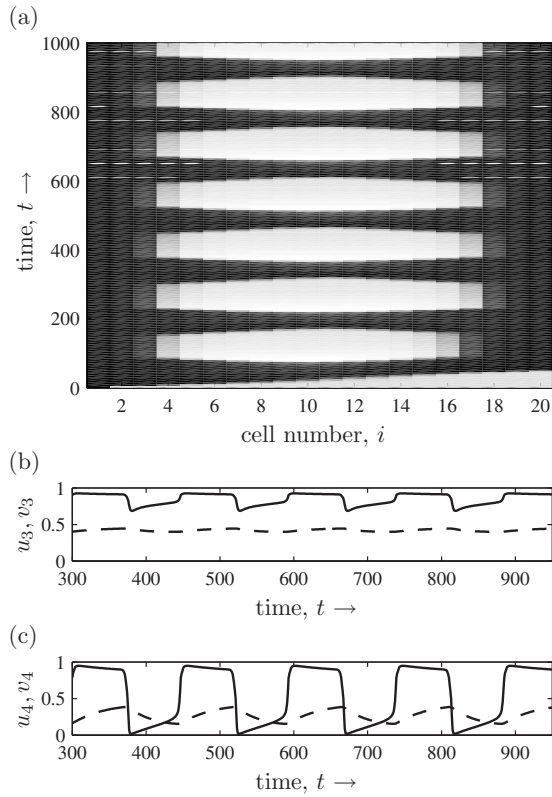 (a)
1000
800
600
400
200
0
time, t →
2 4 6 8 10 12 14 16 18 20
cell number, i
(b)
1
0.5
0
u₃, v₃
300 400 500 600 700 800 900
time, t →
(c)
1
0.5
0
u₄, v₄
300 400 500 600 700 800 900
time, t →